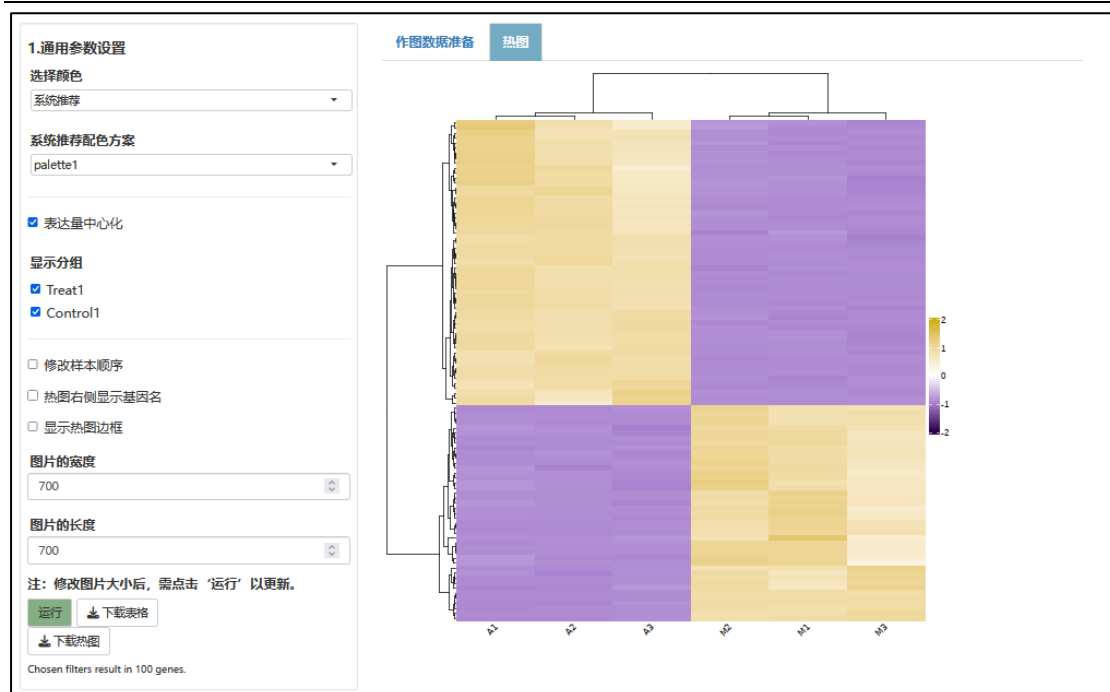 1.通用参数设置
选择颜色
系统推荐
系统推荐配色方案
palette1
表达量中心化
显示分组
Treat1
Control1
修改样本顺序
热图右侧显示基因名
显示热图边框
图片的宽度
700
图片的长度
700
注：修改图片大小后，需点击‘运行’以更新。
运行 下载表格
下载热图
Chosen filters result in 100 genes.
作图数据准备 热图
2
1
0
-1
-2
A1 A2 A3 M2 M1 M3